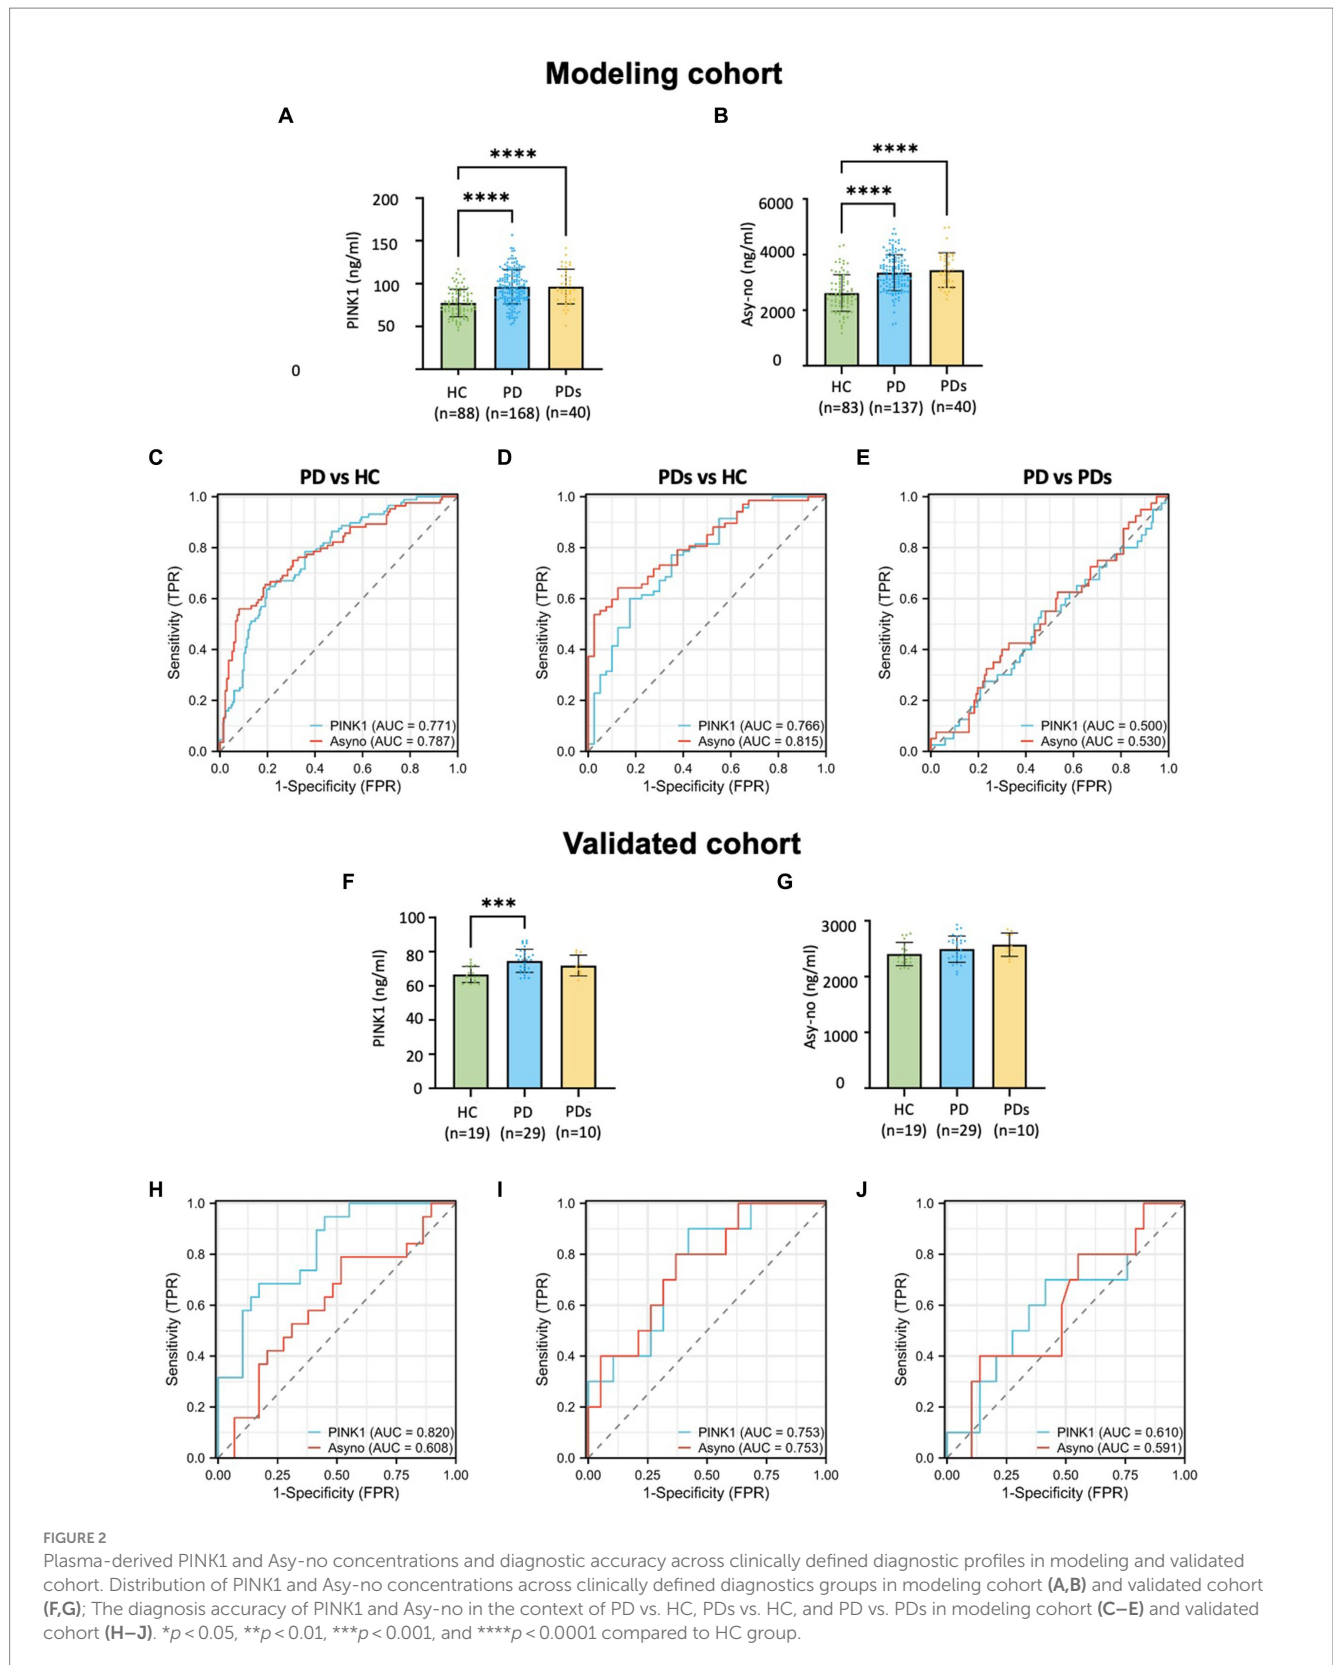 Modeling cohort
A
B
****
****
200
150
100
50
0
PINK1 (ng/ml)
HC
PD
PDs
(n=88)
(n=168)
(n=40)
****
****
6000
4000
2000
0
Asy-no (ng/ml)
HC
PD
PDs
(n=83)
(n=137)
(n=40)
C
D
E
PD vs HC
1.0
0.8
0.6
0.4
0.2
0.0
Sensitivity (TPR)
PINK1 (AUC = 0.771)
Asyno (AUC = 0.787)
0.0 0.2 0.4 0.6 0.8 1.0
1-Specificity (FPR)
PDs vs HC
1.0
0.8
0.6
0.4
0.2
0.0
Sensitivity (TPR)
PINK1 (AUC = 0.766)
Asyno (AUC = 0.815)
0.0 0.2 0.4 0.6 0.8 1.0
1-Specificity (FPR)
PD vs PDs
1.0
0.8
0.6
0.4
0.2
0.0
Sensitivity (TPR)
PINK1 (AUC = 0.500)
Asyno (AUC = 0.530)
0.0 0.2 0.4 0.6 0.8 1.0
1-Specificity (FPR)
Validated cohort
F
G
***
100
80
60
40
20
0
PINK1 (ng/ml)
HC
PD
PDs
(n=19)
(n=29)
(n=10)
3000
2000
1000
0
Asy-no (ng/ml)
HC
PD
PDs
(n=19)
(n=29)
(n=10)
H
I
J
1.0
0.8
0.6
0.4
0.2
0.0
Sensitivity (TPR)
PINK1 (AUC = 0.820)
Asyno (AUC = 0.608)
0.00 0.25 0.50 0.75 1.00
1-Specificity (FPR)
1.0
0.8
0.6
0.4
0.2
0.0
Sensitivity (TPR)
PINK1 (AUC = 0.753)
Asyno (AUC = 0.753)
0.00 0.25 0.50 0.75 1.00
1-Specificity (FPR)
1.0
0.8
0.6
0.4
0.2
0.0
Sensitivity (TPR)
PINK1 (AUC = 0.610)
Asyno (AUC = 0.591)
0.00 0.25 0.50 0.75 1.00
1-Specificity (FPR)
FIGURE 2
Plasma-derived PINK1 and Asy-no concentrations and diagnostic accuracy across clinically defined diagnostic profiles in modeling and validated
cohort. Distribution of PINK1 and Asy-no concentrations across clinically defined diagnostics groups in modeling cohort (A,B) and validated cohort
(F,G); The diagnosis accuracy of PINK1 and Asy-no in the context of PD vs. HC, PDs vs. HC, and PD vs. PDs in modeling cohort (C–E) and validated
cohort (H–J). *p < 0.05, **p < 0.01, ***p < 0.001, and ****p < 0.0001 compared to HC group.